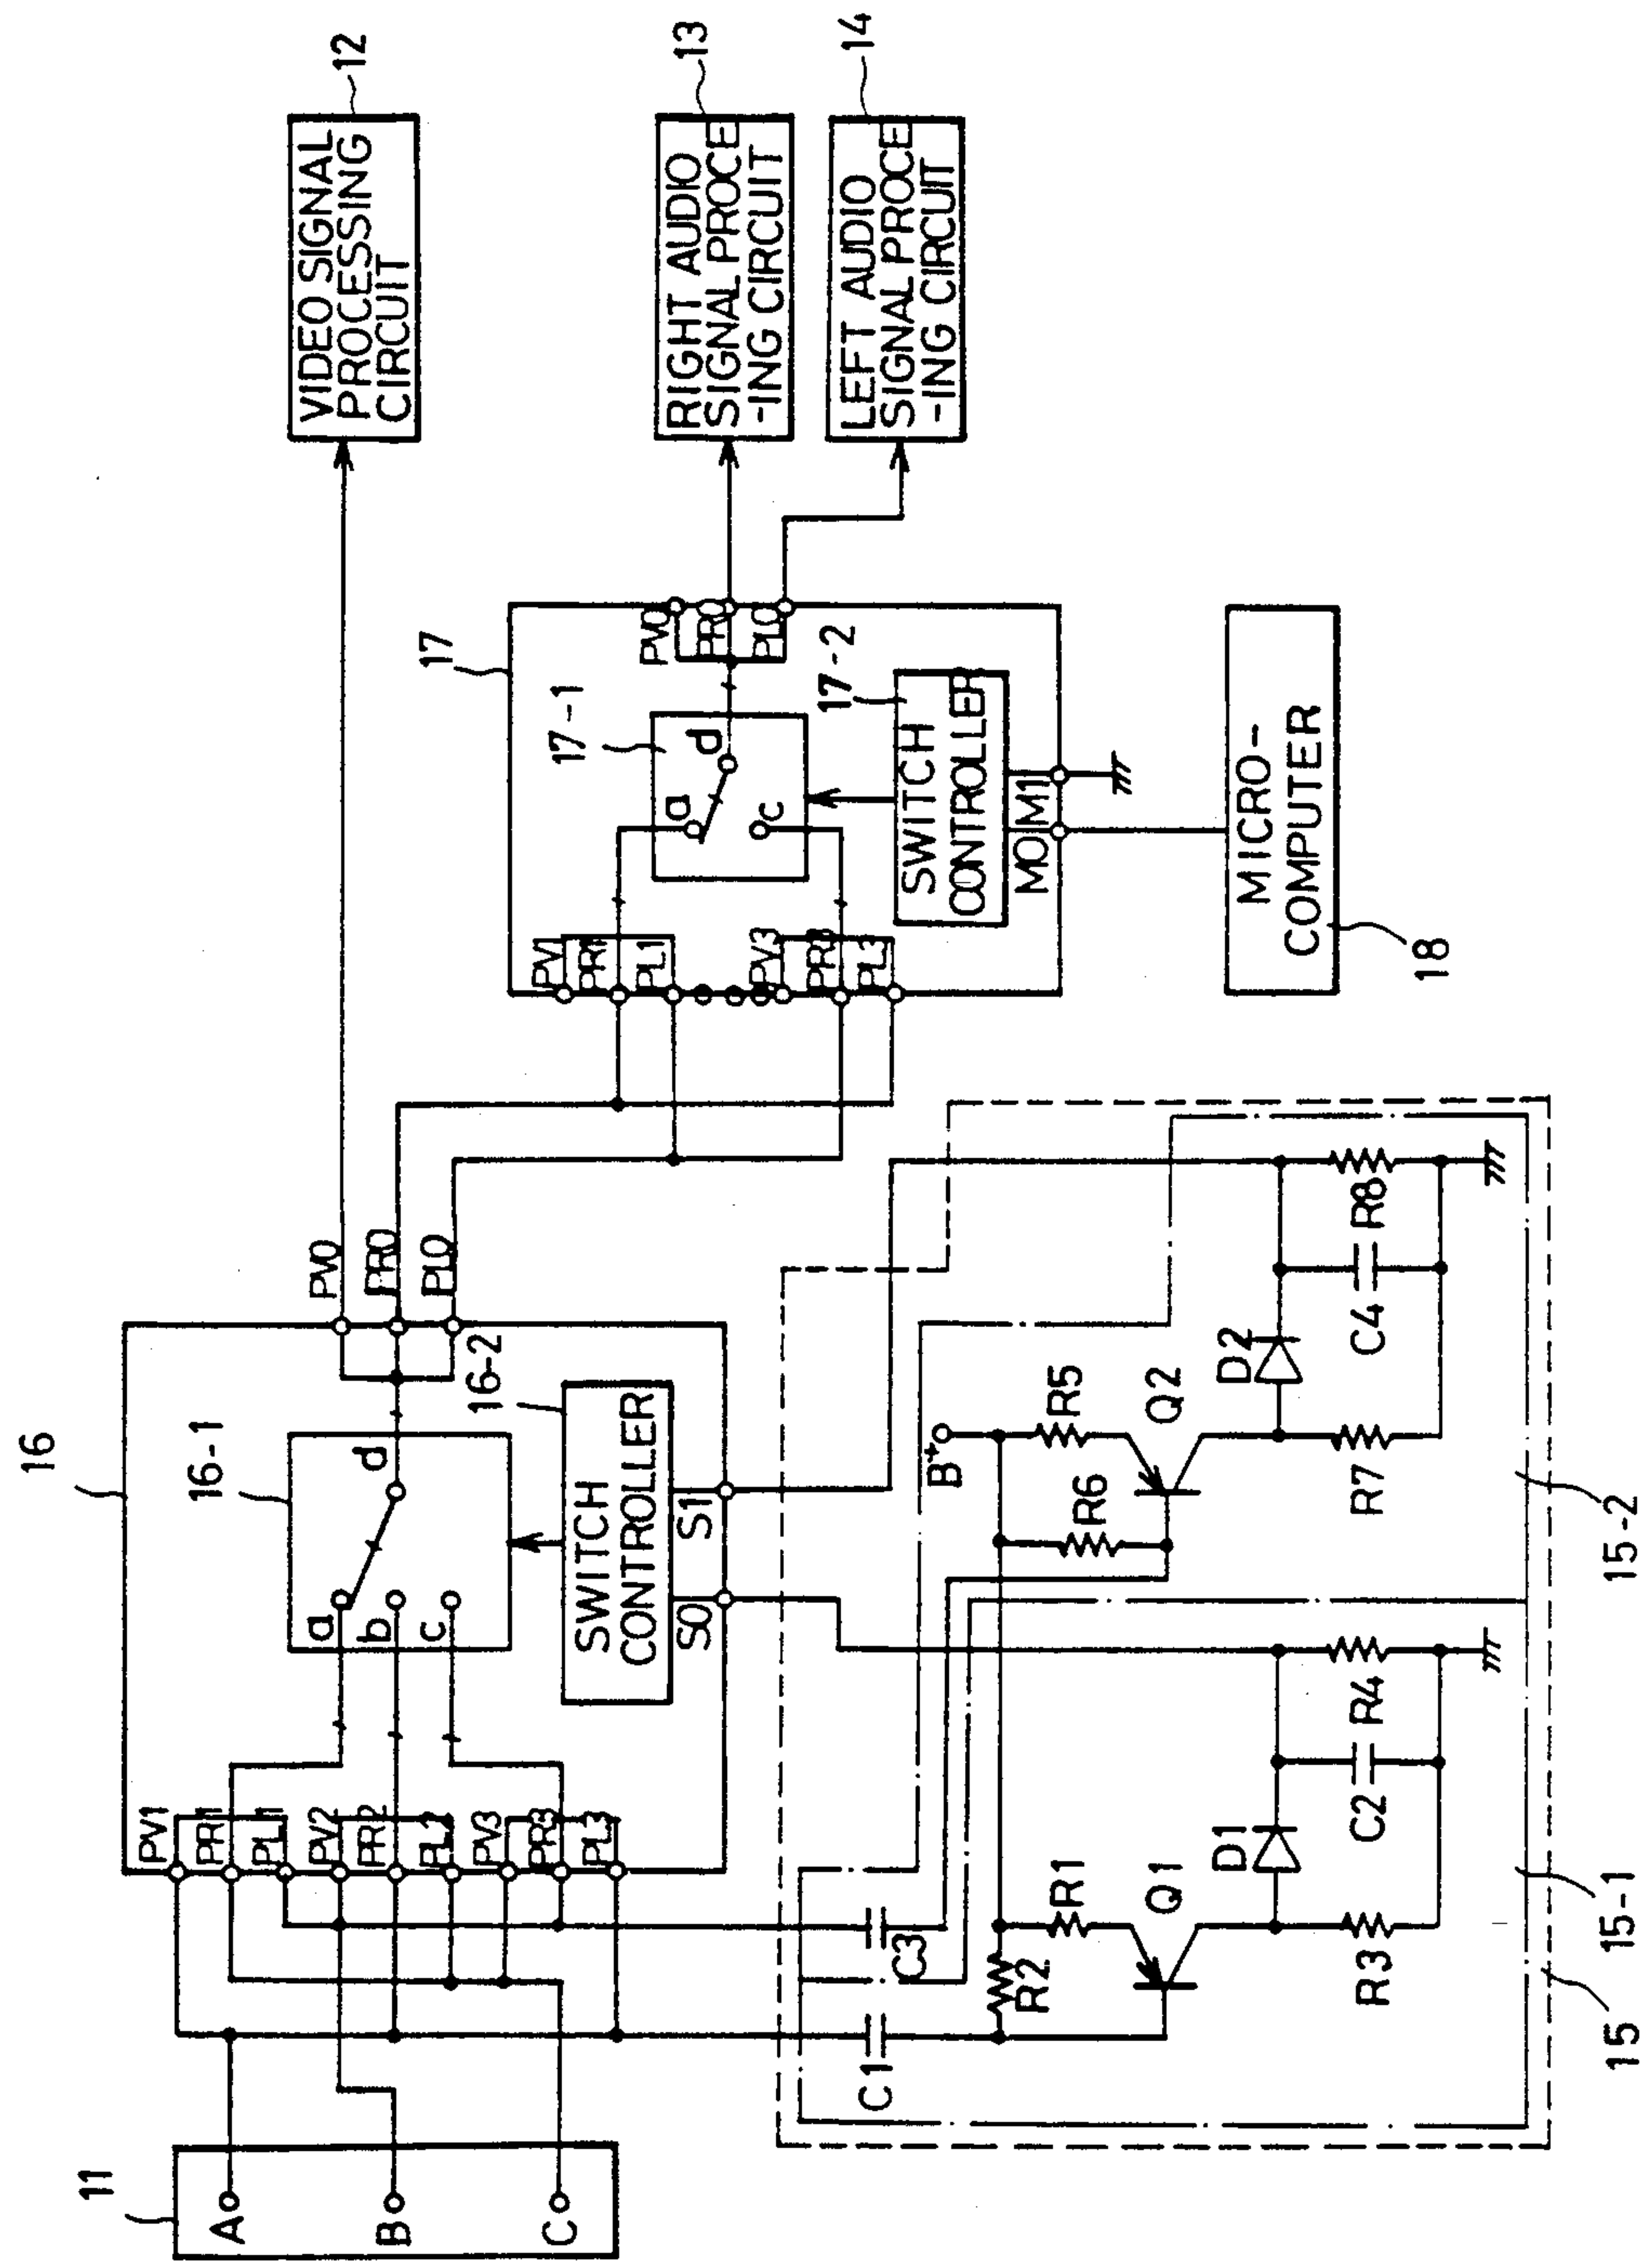 11
A
B
C
16
16-1
a
b
c
d
PV1
PR1
PL1
PV2
PR2
PL2
PV3
PR3
PL3
SWITCH
CONTROLLER
16-2
S0
S1
PV0
PR0
PL0
VIDEO SIGNAL
PROCESSING
CIRCUIT
12
17
17-1
a
c
d
PV1
PR1
PL1
PV3
PR3
PL3
PV0
PR0
PL0
17-2
SWITCH
CONTROLLER
M0
M1
RIGHT AUDIO
SIGNAL PROCE
-ING CIRCUIT
13
LEFT AUDIO
SIGNAL PROCE
-ING CIRCUIT
14
MICRO-
COMPUTER
18
C1
C3
R2
R1
Q1
D1
R3
C2
R4
B+
R6
R5
Q2
D2
R7
C4
R8
15
15-1
15-2